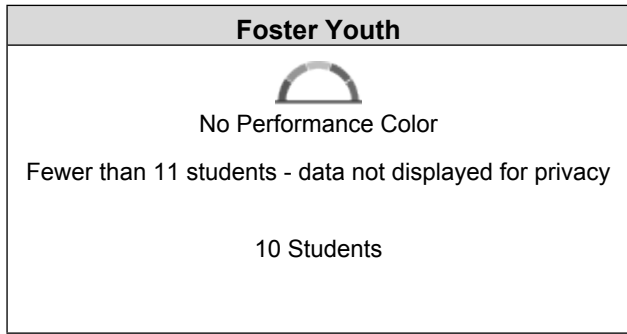 Foster Youth
No Performance Color
Fewer than 11 students - data not displayed for privacy
10 Students